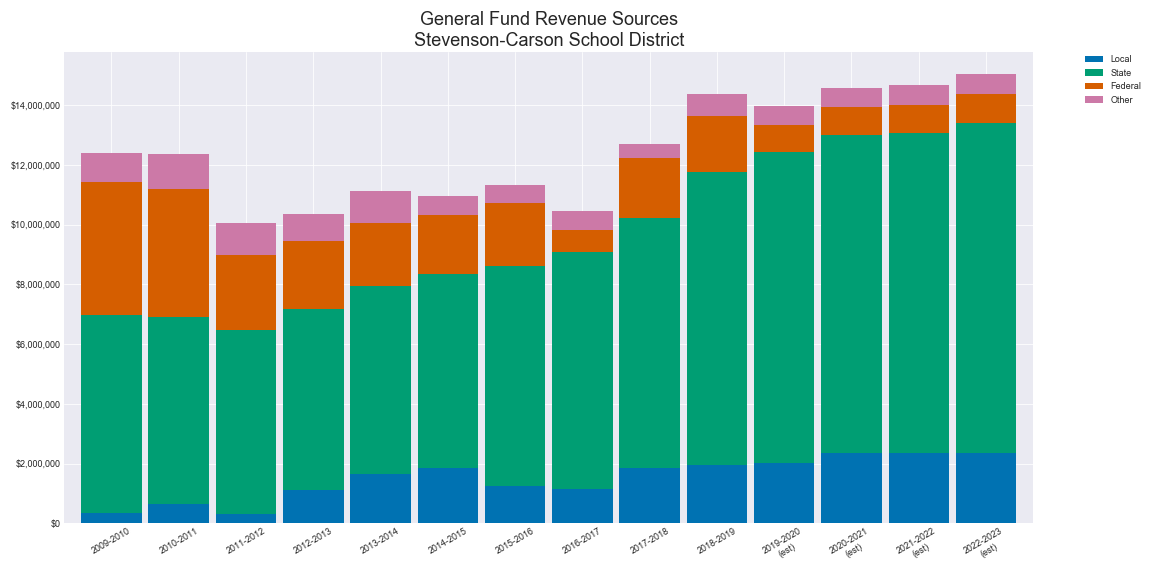 General Fund Revenue Sources
Stevenson-Carson School District
Local
State
Federal
Other
$14,000,000
$12,000,000
$10,000,000
$8,000,000
$6,000,000
$4,000,000
$2,000,000
$0
2009-2010
2010-2011
2011-2012
2012-2013
2013-2014
2014-2015
2015-2016
2016-2017
2017-2018
2018-2019
2019-2020
(est)
2020-2021
(est)
2021-2022
(est)
2022-2023
(est)